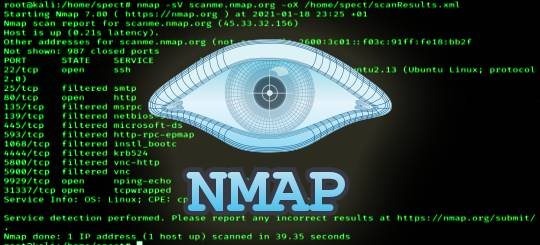 root@kali:/home/spect# nmap -sV scanme.nmap.org -oX /home/spect/scanResults.xml
Starting Nmap 7.80 ( https://nmap.org ) at 2021-01-18 23:25 +01
Nmap scan report for scanme.nmap.org (45.33.32.156)
Host is up (0.21s latency).
Other addresses for scanme.nmap.org (not 2600:3c01::f03c:91ff:fe18:bb2f
Not shown: 987 closed ports
PORT STATE SERVICE
22/tcp open ssh ntu2.13 (Ubuntu Linux; protocol
2.0)
25/tcp filtered smtp
80/tcp open http
135/tcp filtered msrpc
139/tcp filtered netbios
445/tcp filtered microsoft-ds
593/tcp filtered http-rpc-epmap
1068/tcp filtered instl_bootc
4444/tcp filtered krb524
5800/tcp filtered vnc-http
5900/tcp filtered vnc
9929/tcp open nping-echo
31337/tcp open tcpwrapped
Service Info: OS: Linux; CPE: cp
NMAP
Service detection performed. Please report any incorrect results at https://nmap.org/submit/
.
Nmap done: 1 IP address (1 host up) scanned in 39.35 seconds
root@kali:/home/spect#